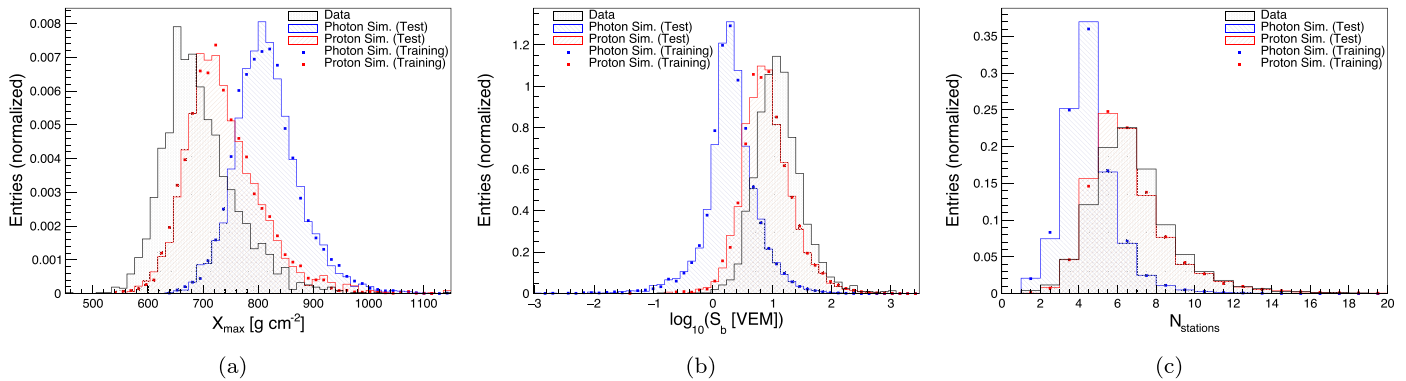 Entries (normalized)
0.008
0.007
0.006
0.005
0.004
0.003
0.002
0.001
0
500 600 700 800 900 1000 1100
X_max [g cm^-2]
Data
Photon Sim. (Test)
Proton Sim. (Test)
Photon Sim. (Training)
Proton Sim. (Training)
(a)
Entries (normalized)
1.2
1
0.8
0.6
0.4
0.2
0
−3 −2 −1 0 1 2 3
log_10(S_b [VEM])
Data
Photon Sim. (Test)
Proton Sim. (Test)
Photon Sim. (Training)
Proton Sim. (Training)
(b)
Entries (normalized)
0.35
0.3
0.25
0.2
0.15
0.1
0.05
0
0 2 4 6 8 10 12 14 16 18 20
N_stations
Data
Photon Sim. (Test)
Proton Sim. (Test)
Photon Sim. (Training)
Proton Sim. (Training)
(c)